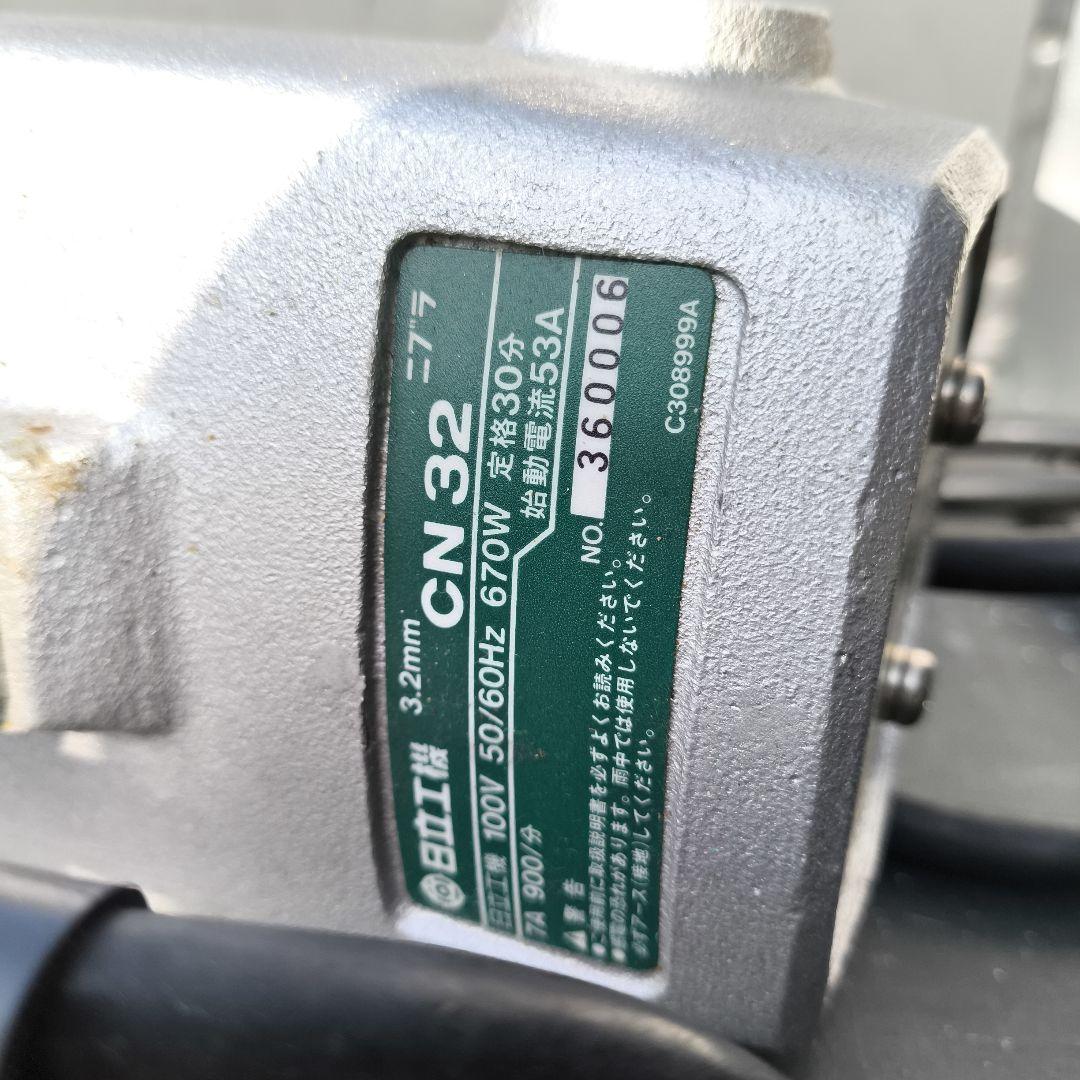 日立工機 3.2mm CN 32 ニブラ
日立工機 100V 50/60Hz 670W 定格30分
7A 900/分 始動電流53A
NO. 360006
警告
●ご使用前に取扱説明書を必ずよくお読みください。
●感電の恐れがあります。雨中では使用しないでください。
必ずアース(接地)してください。
C308999A